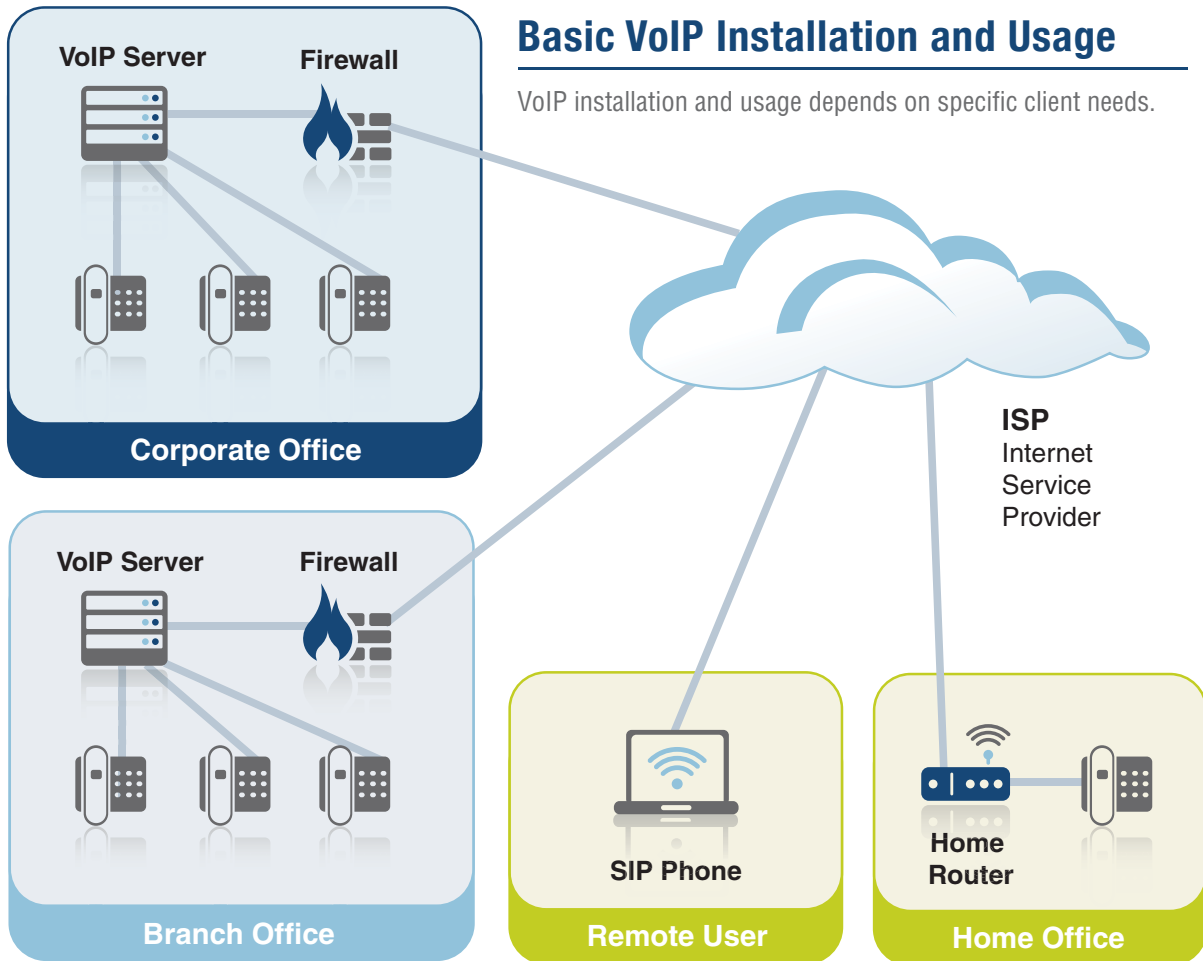 Basic VoIP Installation and Usage
VoIP installation and usage depends on specific client needs.
VoIP Server
Firewall
Corporate Office
ISP
Internet
Service
Provider
VoIP Server
Firewall
Branch Office
SIP Phone
Remote User
Home
Router
Home Office